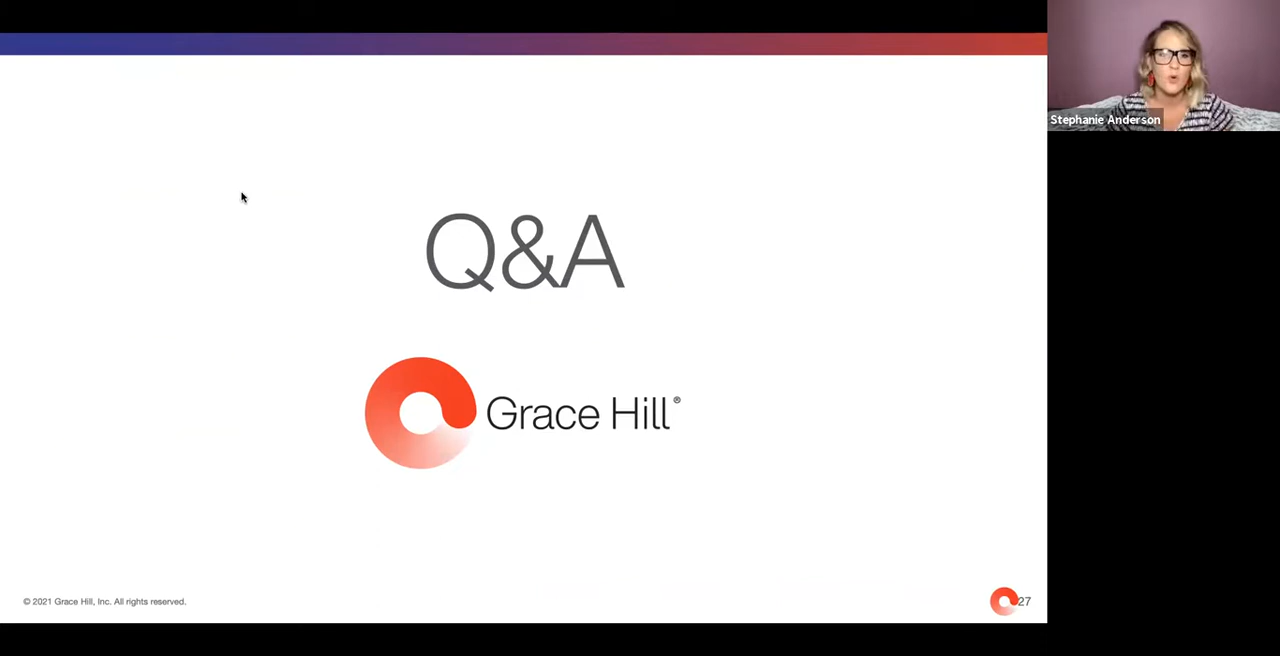 Stephanie Anderson
Q&A
Grace Hill®
© 2021 Grace Hill, Inc. All rights reserved.
27